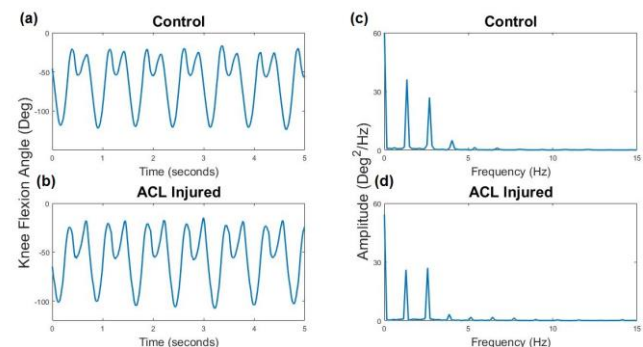 (a)
Control
0
-50
-100
0 1 2 3 4 5
Time (seconds)
(b)
ACL Injured
0
-50
-100
0 1 2 3 4 5
Time (seconds)
Knee Flexion Angle (Deg)
(c)
Control
60
30
0
0 5 10 15
Frequency (Hz)
(d)
ACL Injured
60
30
0
0 5 10 15
Frequency (Hz)
Amplitude (Deg²/Hz)